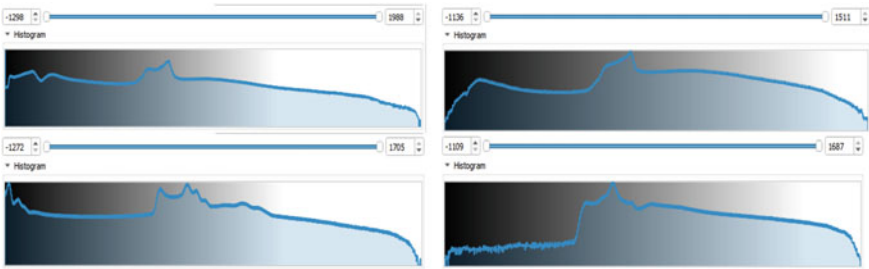 -1298 1988
▼ Histogram
-1136 1511
▼ Histogram
-1272 1705
▼ Histogram
-1109 1687
▼ Histogram